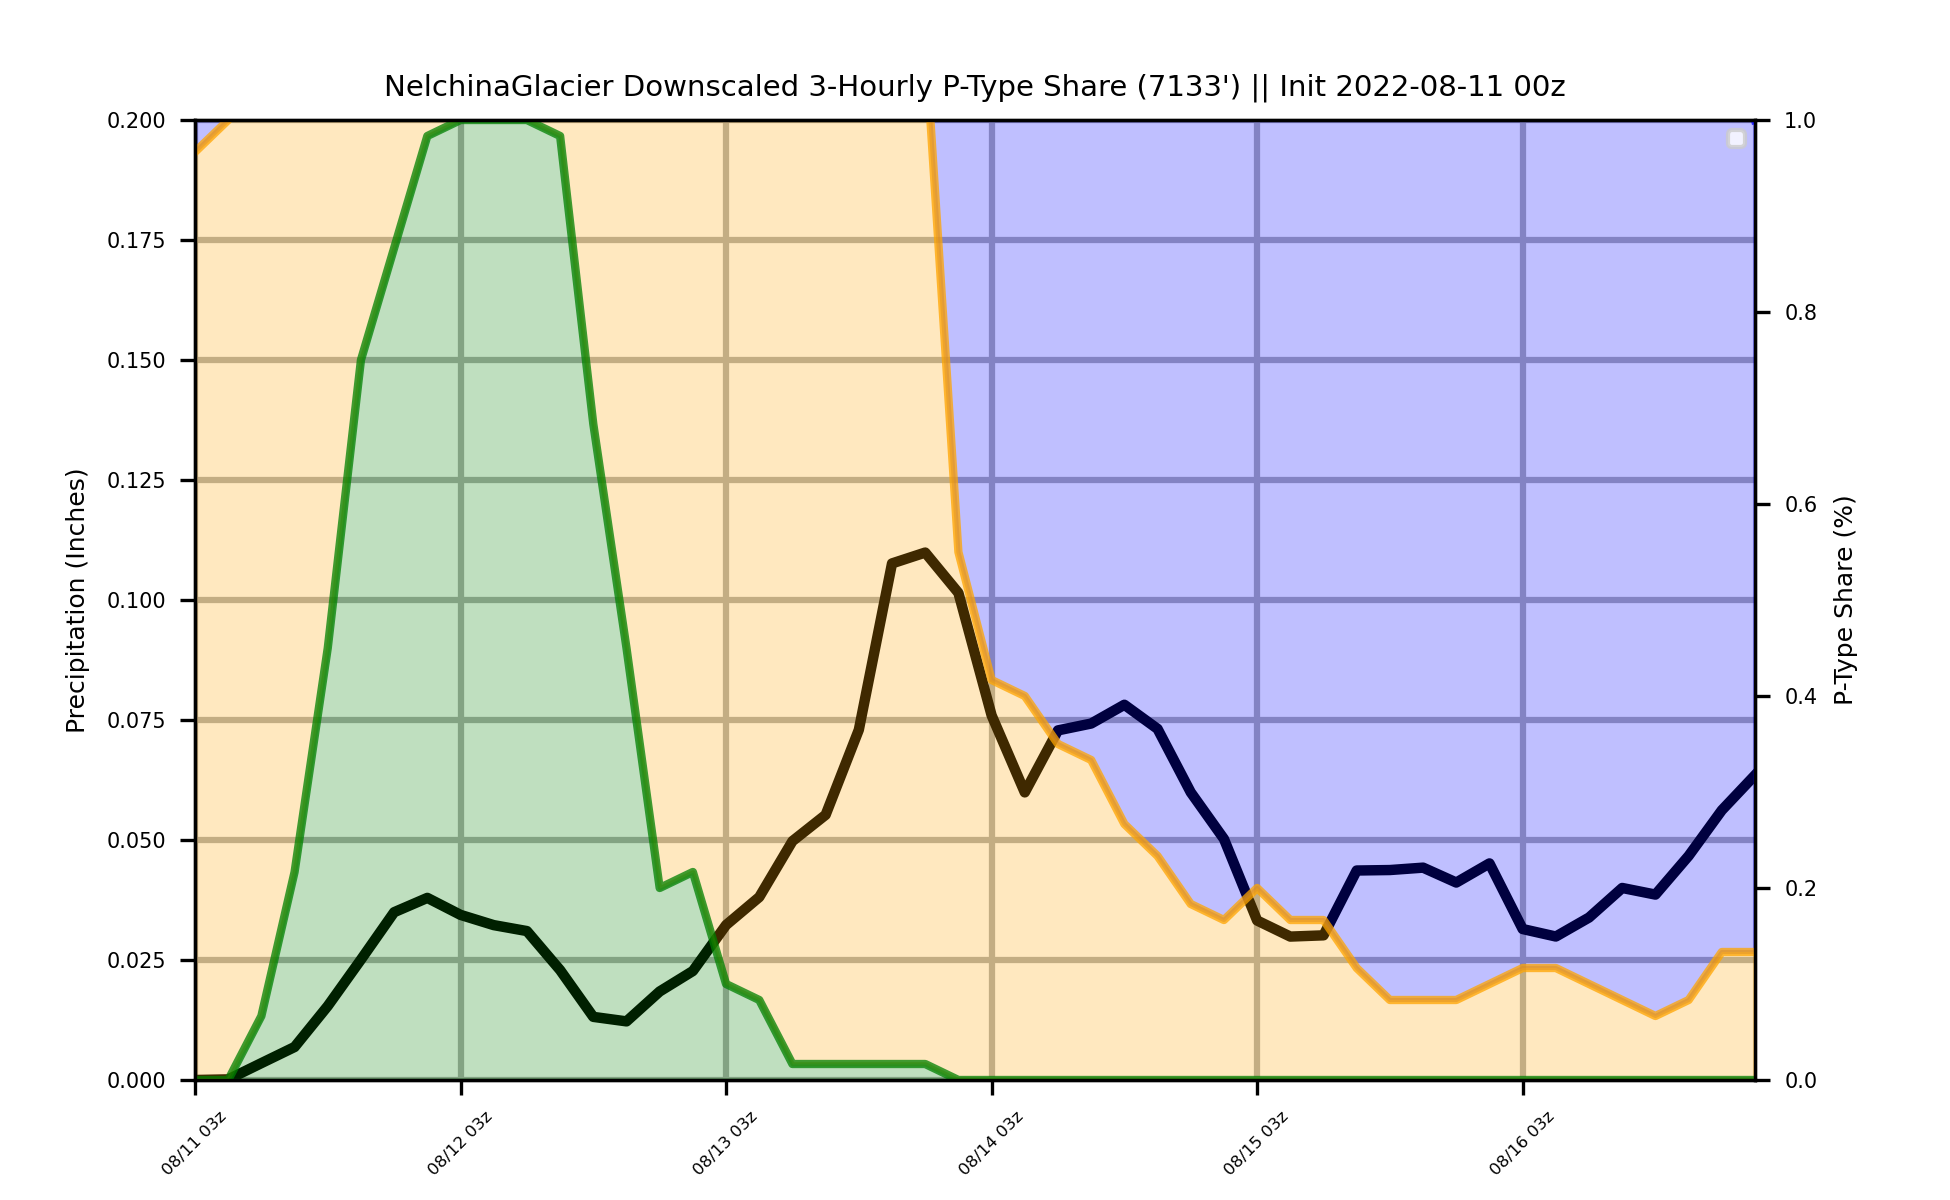 NelchinaGlacier Downscaled 3-Hourly P-Type Share (7133') || Init 2022-08-11 00z
Precipitation (Inches)
0.200
0.175
0.150
0.125
0.100
0.075
0.050
0.025
0.000
1.0
0.8
0.6
0.4
0.2
0.0
P-Type Share (%)
08/11 03z
08/12 03z
08/13 03z
08/14 03z
08/15 03z
08/16 03z